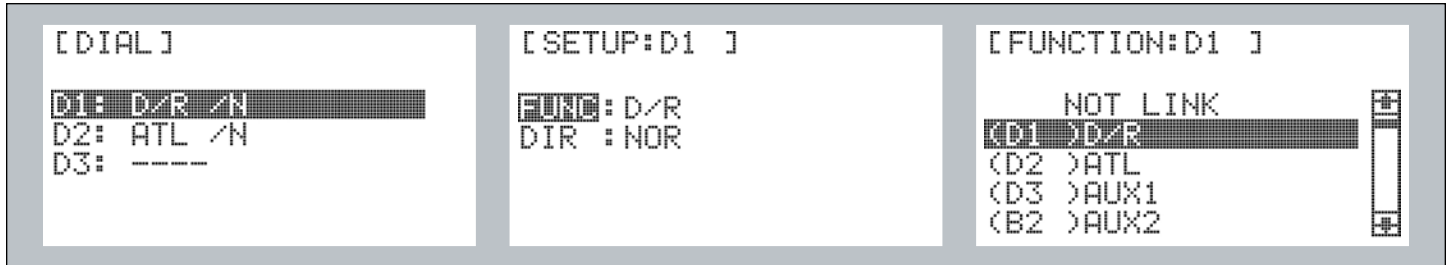 [DIAL]
D1: D/R /N
D2: ATL /N
D3: ----
[SETUP:D1 ]
FUNC:D/R
DIR :NOR
[FUNCTION:D1 ]
NOT LINK
(D1 )D/R
(D2 )ATL
(D3 )AUX1
(B2 )AUX2